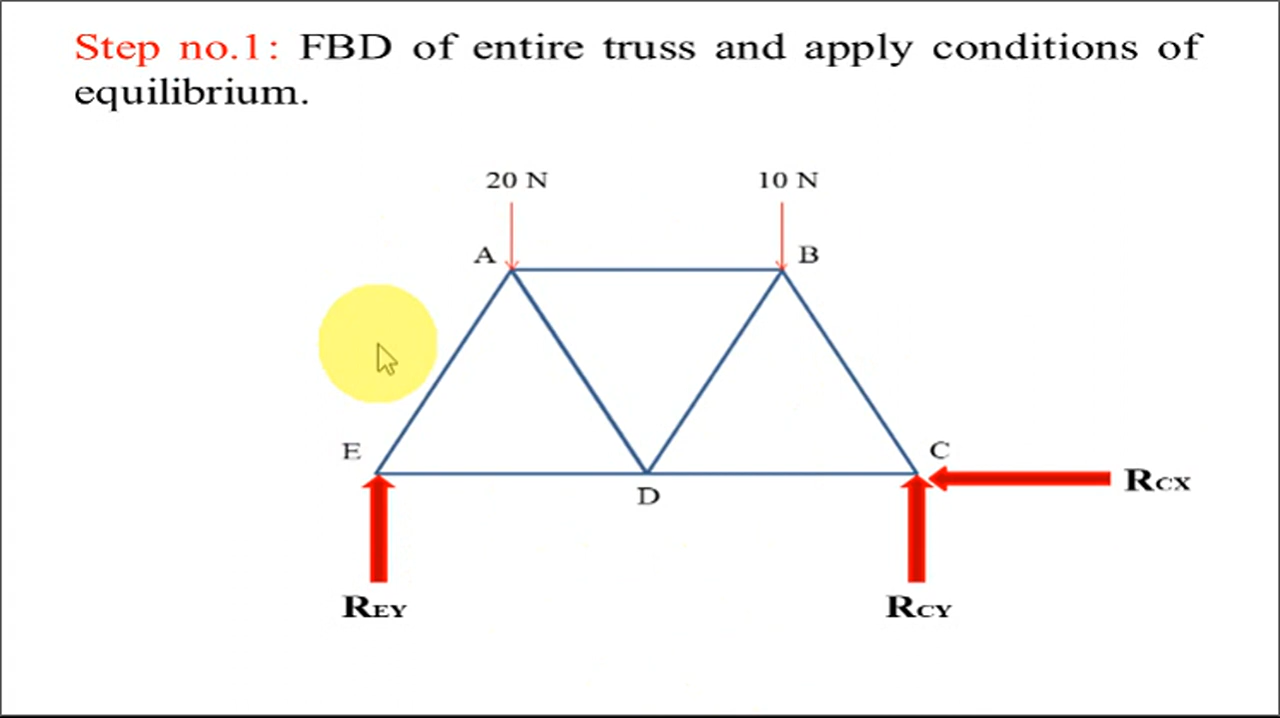 Step no.1: FBD of entire truss and apply conditions of
equilibrium.
20 N
10 N
A
B
E
C
RCX
D
REY
RCY